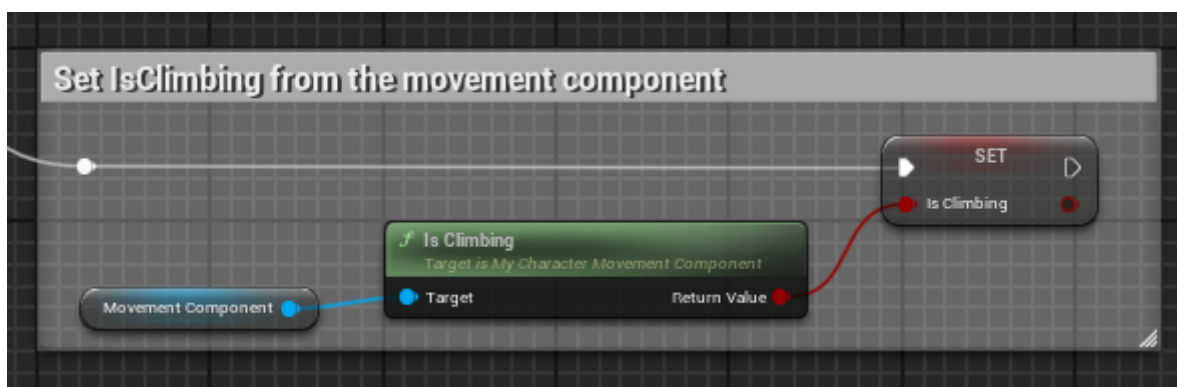 Set IsClimbing from the movement component
SET
Is Climbing
f Is Climbing
Target is My Character Movement Component
Target Return Value
Movement Component